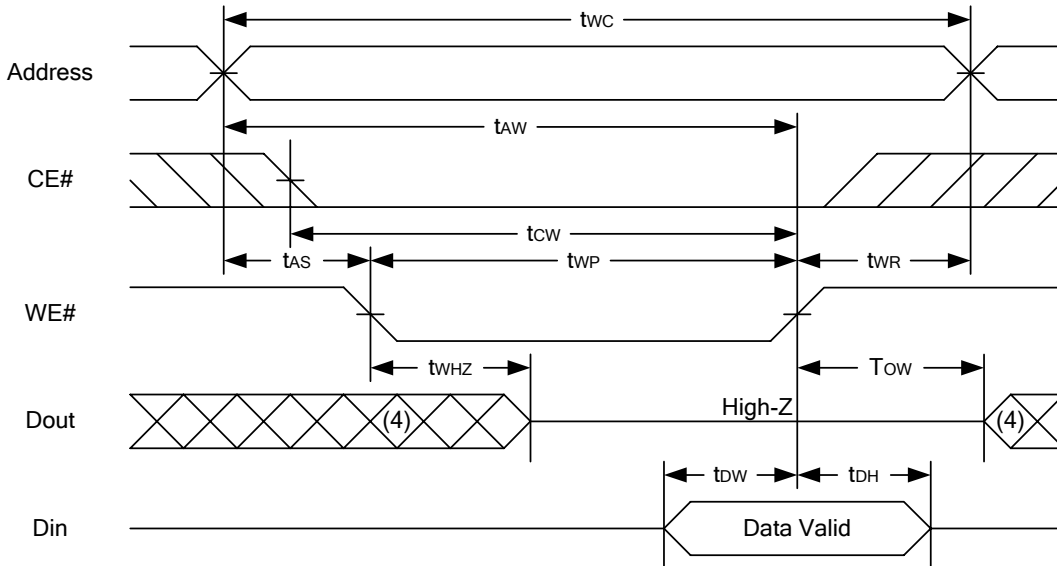 tWC
Address
tAW
CE#
tCW
tAS tWP tWR
WE#
tWHZ TOW
Dout (4) High-Z (4)
tDW tDH
Din Data Valid